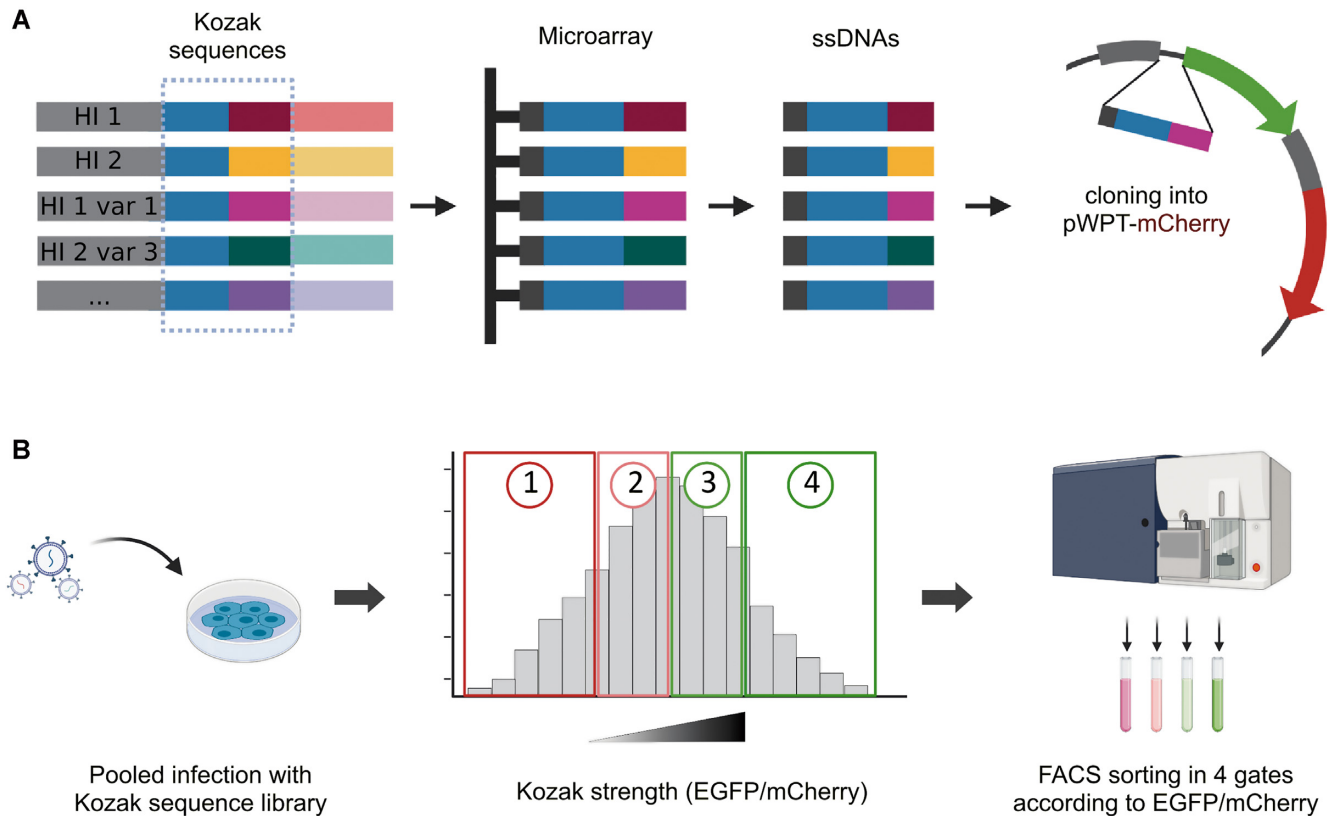 A
Kozak
sequences
Microarray
ssDNAs
HI 1
HI 2
HI 1 var 1
HI 2 var 3
...
cloning into
pWPT-mCherry
B
1
2
3
4
Pooled infection with
Kozak sequence library
Kozak strength (EGFP/mCherry)
FACS sorting in 4 gates
according to EGFP/mCherry